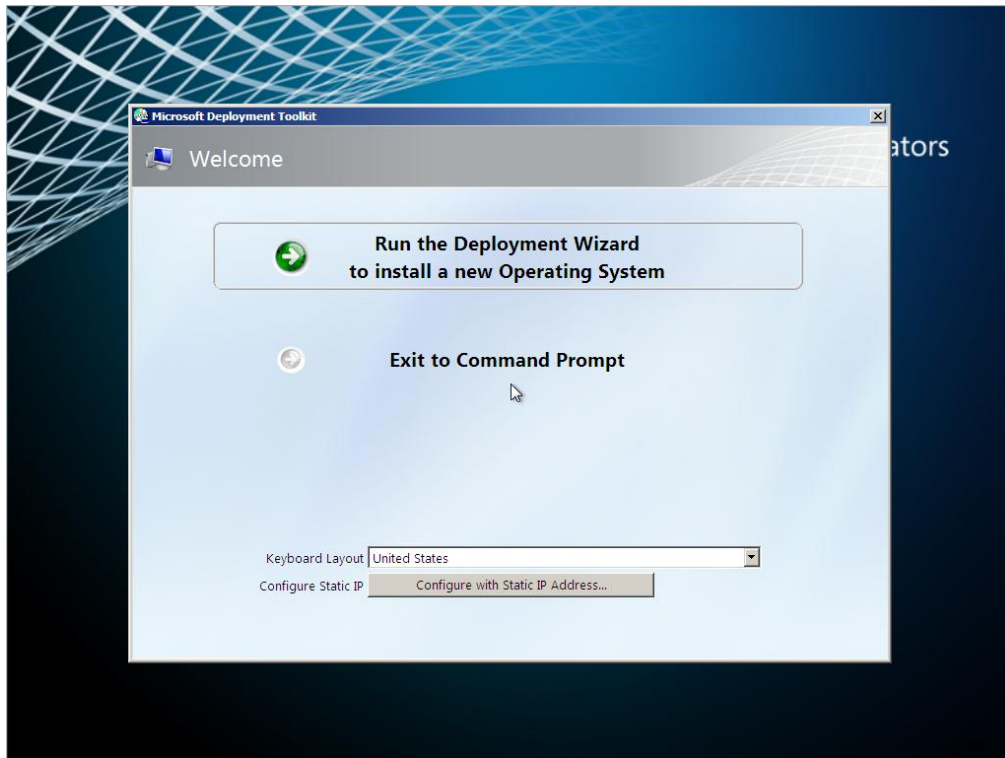 Microsoft Deployment Toolkit
Welcome
ators
Run the Deployment Wizard
to install a new Operating System
Exit to Command Prompt
Keyboard Layout United States
Configure Static IP Configure with Static IP Address...